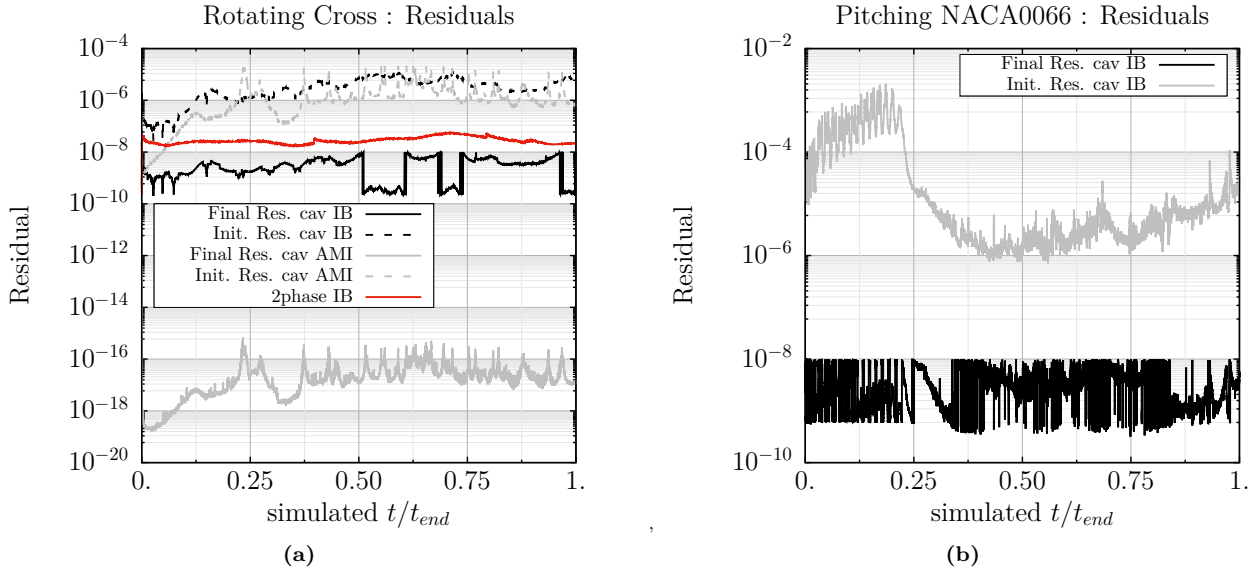 Rotating Cross : Residuals
10^{-4}
10^{-6}
10^{-8}
10^{-10}
10^{-12}
10^{-14}
10^{-16}
10^{-18}
10^{-20}
Residual
Final Res. cav IB
Init. Res. cav IB
Final Res. cav AMI
Init. Res. cav AMI
2phase IB
0. 0.25 0.50 0.75 1.
simulated t/t_{end}
(a)
,
Pitching NACA0066 : Residuals
10^{-2}
10^{-4}
10^{-6}
10^{-8}
10^{-10}
Residual
Final Res. cav IB
Init. Res. cav IB
0. 0.25 0.50 0.75 1.
simulated t/t_{end}
(b)